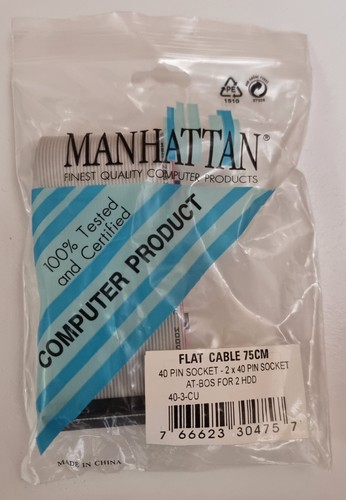 PE
1510
MANHATTAN®
FINEST QUALITY COMPUTER PRODUCTS
100% Tested
and Certified
COMPUTER PRODUCT
FLAT CABLE 75CM
40 PIN SOCKET - 2 x 40 PIN SOCKET
AT-BOS FOR 2 HDD
40-3-CU
7 66623 30475 7
MADE IN CHINA